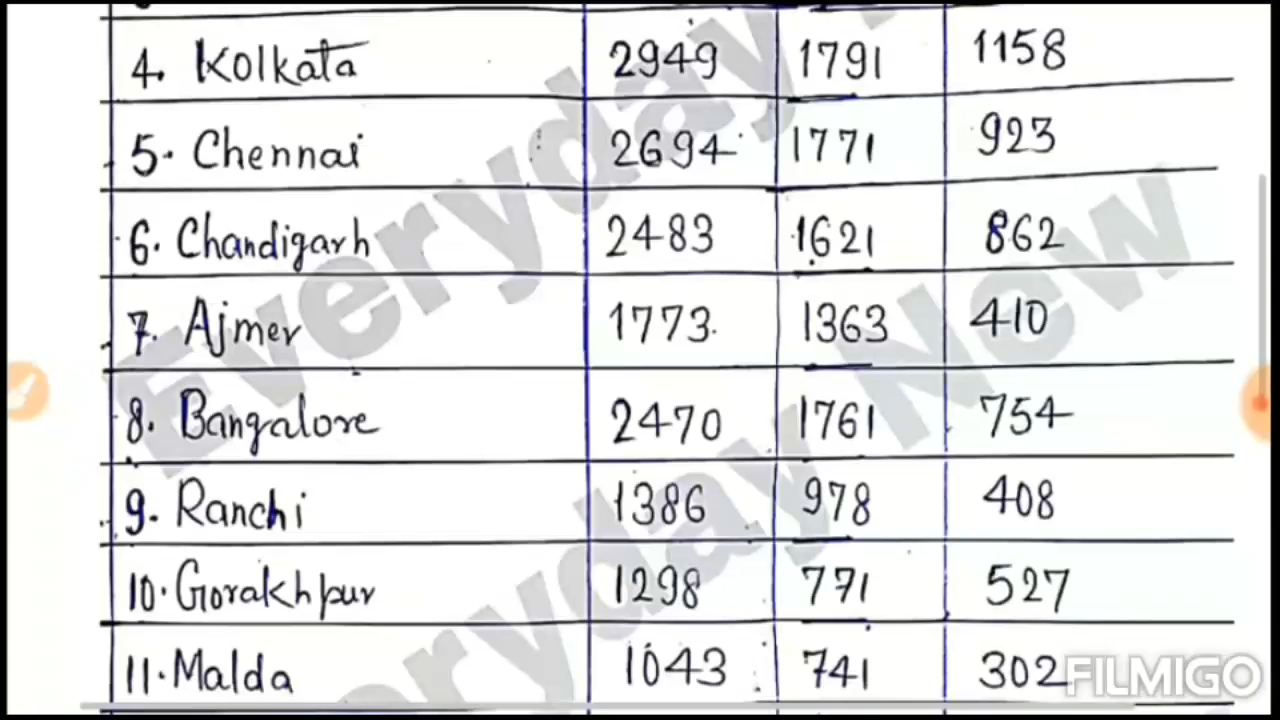 4. Kolkata 2949 1791 1158
5. Chennai 2694 1771 923
6. Chandigarh 2483 1621 862
7. Ajmer 1773 1363 410
8. Bangalore 2470 1761 754
9. Ranchi 1386 978 408
10. Gorakhpur 1298 771 527
11. Malda 1043 741 302
Everyday New
Everyday New
FILMIGO